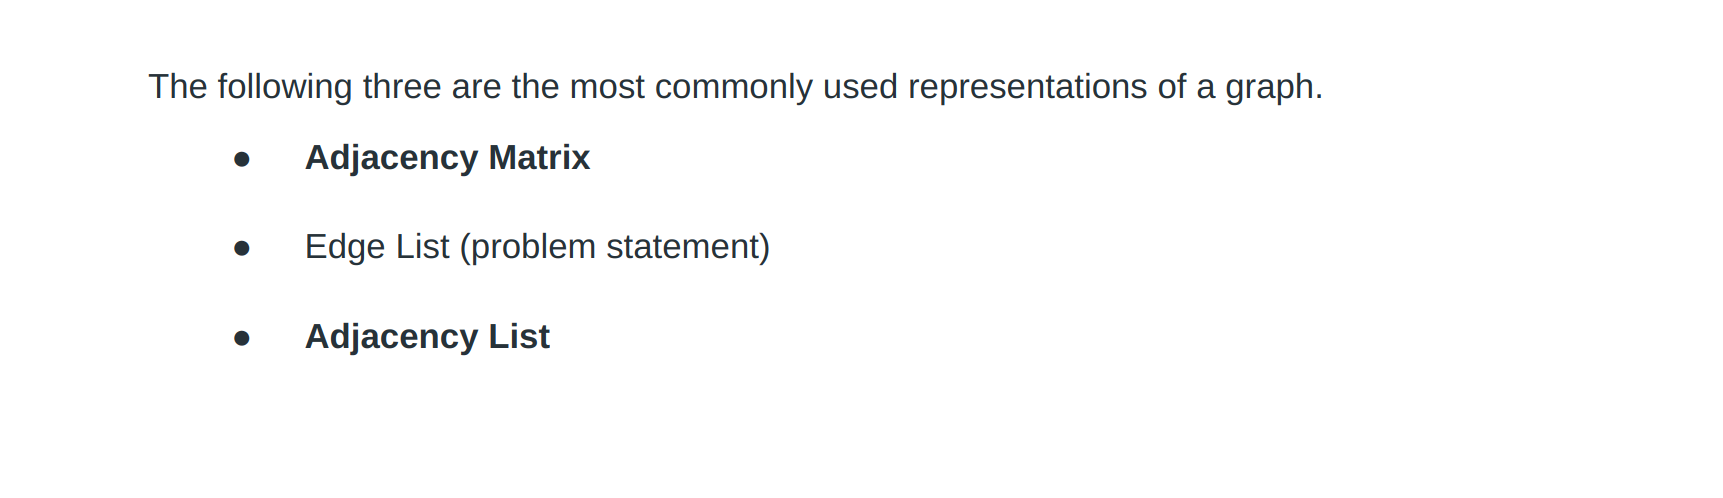 The following three are the most commonly used representations of a graph.
● Adjacency Matrix
● Edge List (problem statement)
● Adjacency List